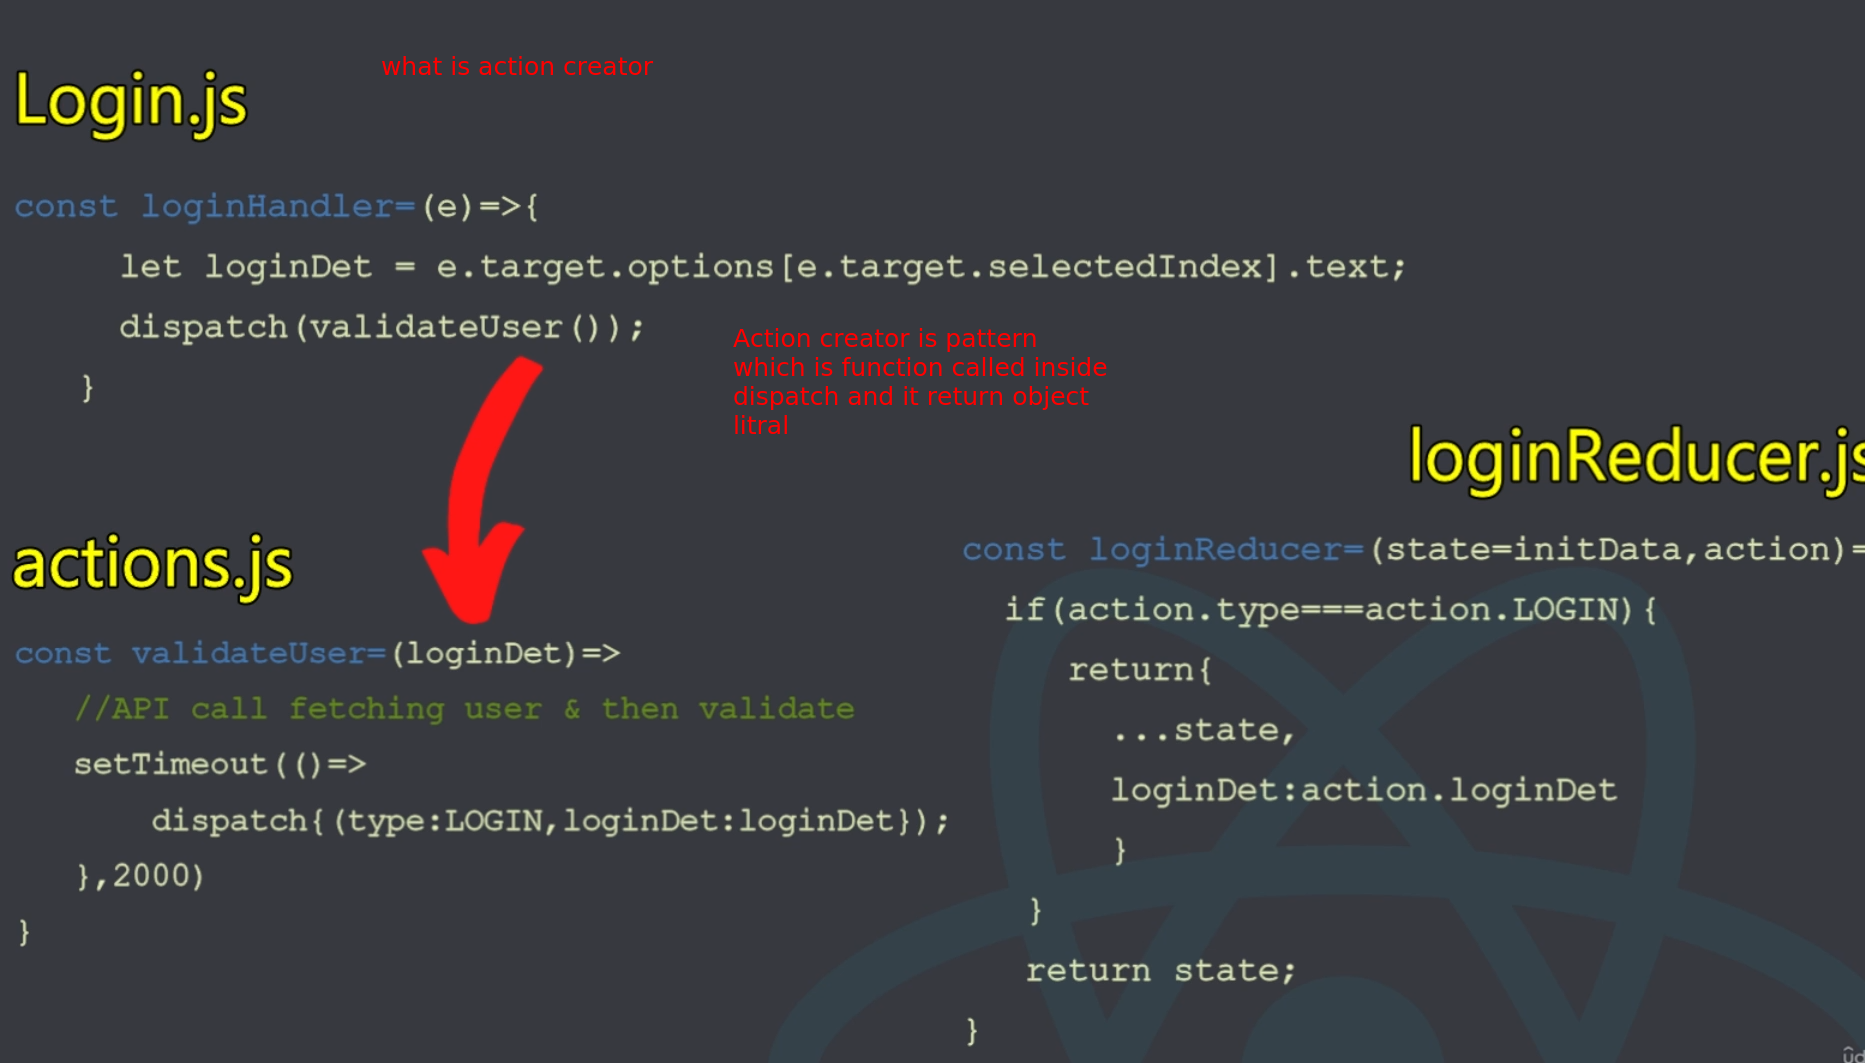 what is action creator
Login.js
const loginHandler=(e)=>{
let loginDet = e.target.options[e.target.selectedIndex].text;
dispatch(validateUser());
}
Action creator is pattern
which is function called inside
dispatch and it return object
litral
actions.js
const validateUser=(loginDet)=>
//API call fetching user & then validate
setTimeout(()=>
dispatch{(type:LOGIN,loginDet:loginDet});
},2000)
}
loginReducer.js
const loginReducer=(state=initData,action)=
if(action.type===action.LOGIN){
return{
...state,
loginDet:action.loginDet
}
}
return state;
}